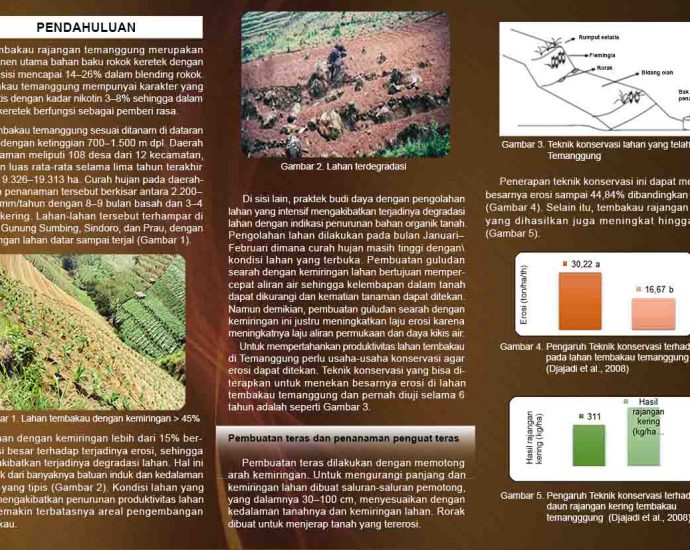 PENDAHULUAN
mbakau rajangan temanggung merupakan
nen utama bahan baku rokok keretek dengan
sisi mencapai 14–26% dalam blending rokok.
kau temanggung mempunyai karakter yang
tis dengan kadar nikotin 3–8% sehingga dalam
keretek berfungsi sebagai pemberi rasa.
mbakau temanggung sesuai ditanam di dataran
dengan ketinggian 700–1.500 m dpl. Daerah
aman meliputi 108 desa dari 12 kecamatan,
n luas rata-rata selama lima tahun terakhir
9.326–19.313 ha. Curah hujan pada daerah-
a penanaman tersebut berkisar antara 2.200–
mm/tahun dengan 8–9 bulan basah dan 3–4
kering. Lahan-lahan tersebut terhampar di
Gunung Sumbing, Sindoro, dan Prau, dengan
ngan lahan datar sampai terjal (Gambar 1).
ar 1. Lahan tembakau dengan kemiringan > 45%
han dengan kemiringan lebih dari 15% ber-
si besar terhadap terjadinya erosi, sehingga
kibatkan terjadinya degradasi lahan. Hal ini
k dari banyaknya batuan induk dan kedalaman
yang tipis (Gambar 2). Kondisi lahan yang
mengakibatkan penurunan produktivitas lahan
emakin terbatasnya areal pengembangan
kau.
Gambar 2. Lahan terdegradasi
Di sisi lain, praktek budi daya dengan pengolahan
lahan yang intensif mengakibatkan terjadinya degradasi
lahan dengan indikasi penurunan bahan organik tanah.
Pengolahan lahan dilakukan pada bulan Januari–
Februari dimana curah hujan masih tinggi dengan\
kondisi lahan yang terbuka. Pembuatan guludan
searah dengan kemiringan lahan bertujuan memper-
cepat aliran air sehingga kelembapan dalam tanah
dapat dikurangi dan kematian tanaman dapat ditekan.
Namun demikian, pembuatan guludan searah dengan
kemiringan ini justru meningkatkan laju erosi karena
meningkatnya laju aliran permukaan dan daya kikis air.
Untuk mempertahankan produktivitas lahan tembakau
di Temanggung perlu usaha-usaha konservasi agar
erosi dapat ditekan. Teknik konservasi yang bisa di-
terapkan untuk menekan besarnya erosi di lahan
tembakau temanggung dan pernah diuji selama 6
tahun adalah seperti Gambar 3.
Pembuatan teras dan penanaman penguat teras
Pembuatan teras dilakukan dengan memotong
arah kemiringan. Untuk mengurangi panjang dan
kemiringan lahan dibuat saluran-saluran pemotong,
yang dalamnya 30–100 cm, menyesuaikan dengan
kedalaman tanahnya dan kemiringan lahan. Rorak
dibuat untuk menjerap tanah yang tererosi.
Rumput setaria
Flemingia
Rorak
Bidang olah
Bak
pena
Gambar 3. Teknik konservasi lahan yang telah
Temanggung
Penerapan teknik konservasi ini dapat me
besarnya erosi sampai 44,84% dibandingkan
(Gambar 4). Selain itu, tembakau rajangan
yang dihasilkan juga meningkat hingga
(Gambar 5).
Erosi (ton/ha/th)
30,22 a
16,67 b
Gambar 4. Pengaruh Teknik konservasi terhad
pada lahan tembakau temanggung
(Djajadi et al., 2008)
Hasil rajangan
kering (kg/ha)
311
Hasil
rajangan
kering
(kg/ha…
Gambar 5. Pengaruh Teknik konservasi terhad
daun rajangan kering tembakau
temangggung (Djajadi et al., 2008)